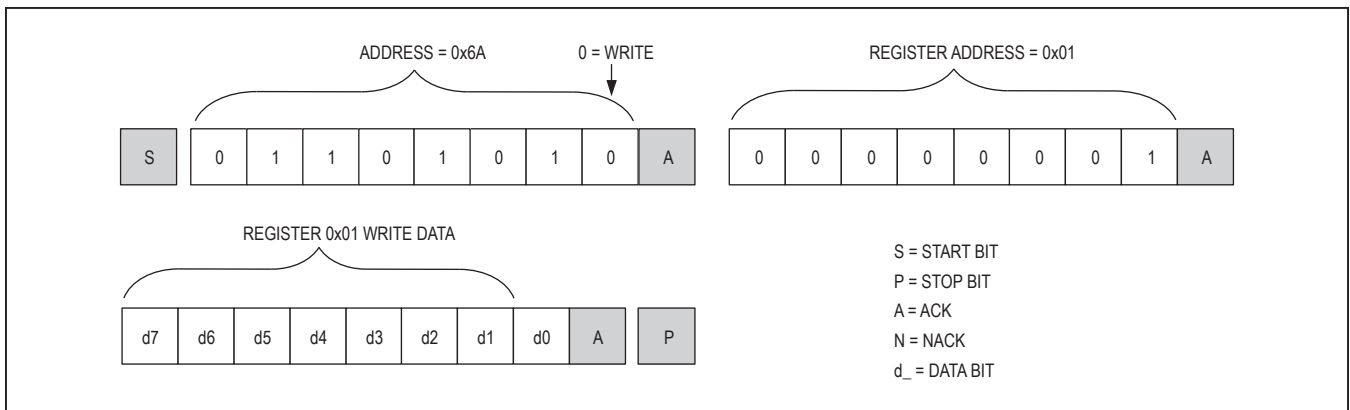 ADDRESS = 0x6A 0 = WRITE REGISTER ADDRESS = 0x01
S 0 1 1 0 1 0 1 0 A 0 0 0 0 0 0 0 1 A
REGISTER 0x01 WRITE DATA
d7 d6 d5 d4 d3 d2 d1 d0 A P
S = START BIT
P = STOP BIT
A = ACK
N = NACK
d_ = DATA BIT